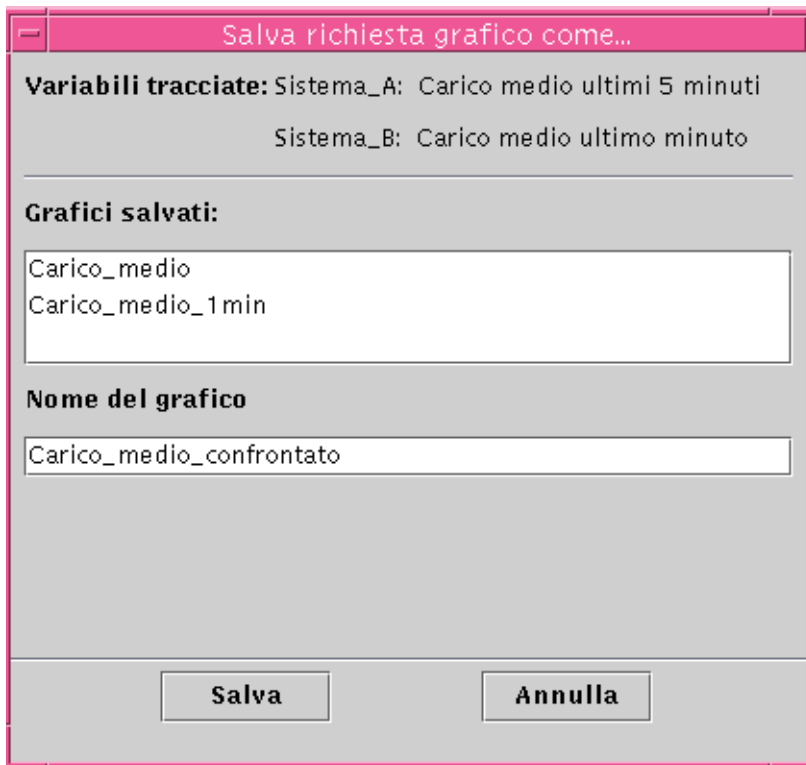 Salva richiesta grafico come...
Variabili tracciate: Sistema_A: Carico medio ultimi 5 minuti
Sistema_B: Carico medio ultimo minuto
Grafici salvati:
Carico_medio
Carico_medio_1min
Nome del grafico
Carico_medio_confrontato
Salva Annulla